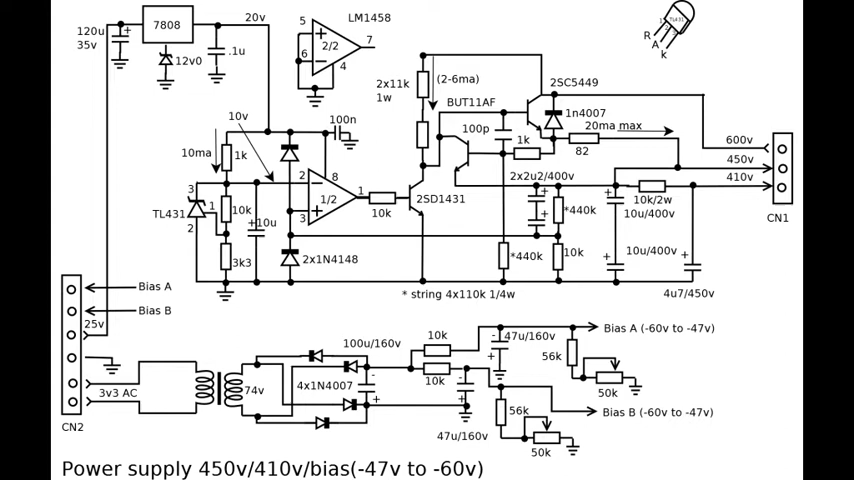 120u
35v
7808
20v
12v0
.1u
5
6
2/2
7
4
LM1458
R
A
k
1
2
3
TL431
2x11k
1w
(2-6ma)
2SC5449
BUT11AF
100p
1n4007
20ma max
82
1k
600v
450v
410v
CN1
10v
100n
10ma
1k
2
8
1/2
1
3
10k
2SD1431
2x2u2/400v
*440k
10k
10k/2w
10u/400v
10u/400v
4u7/450v
3
TL431
1
2
10k
10u
3k3
2x1N4148
*440k
* string 4x110k 1/4w
Bias A
Bias B
25v
3v3 AC
CN2
74v
100u/160v
4x1N4007
10k
10k
47u/160v
56k
50k
Bias A (-60v to -47v)
47u/160v
56k
50k
Bias B (-60v to -47v)
Power supply 450v/410v/bias(-47v to -60v)